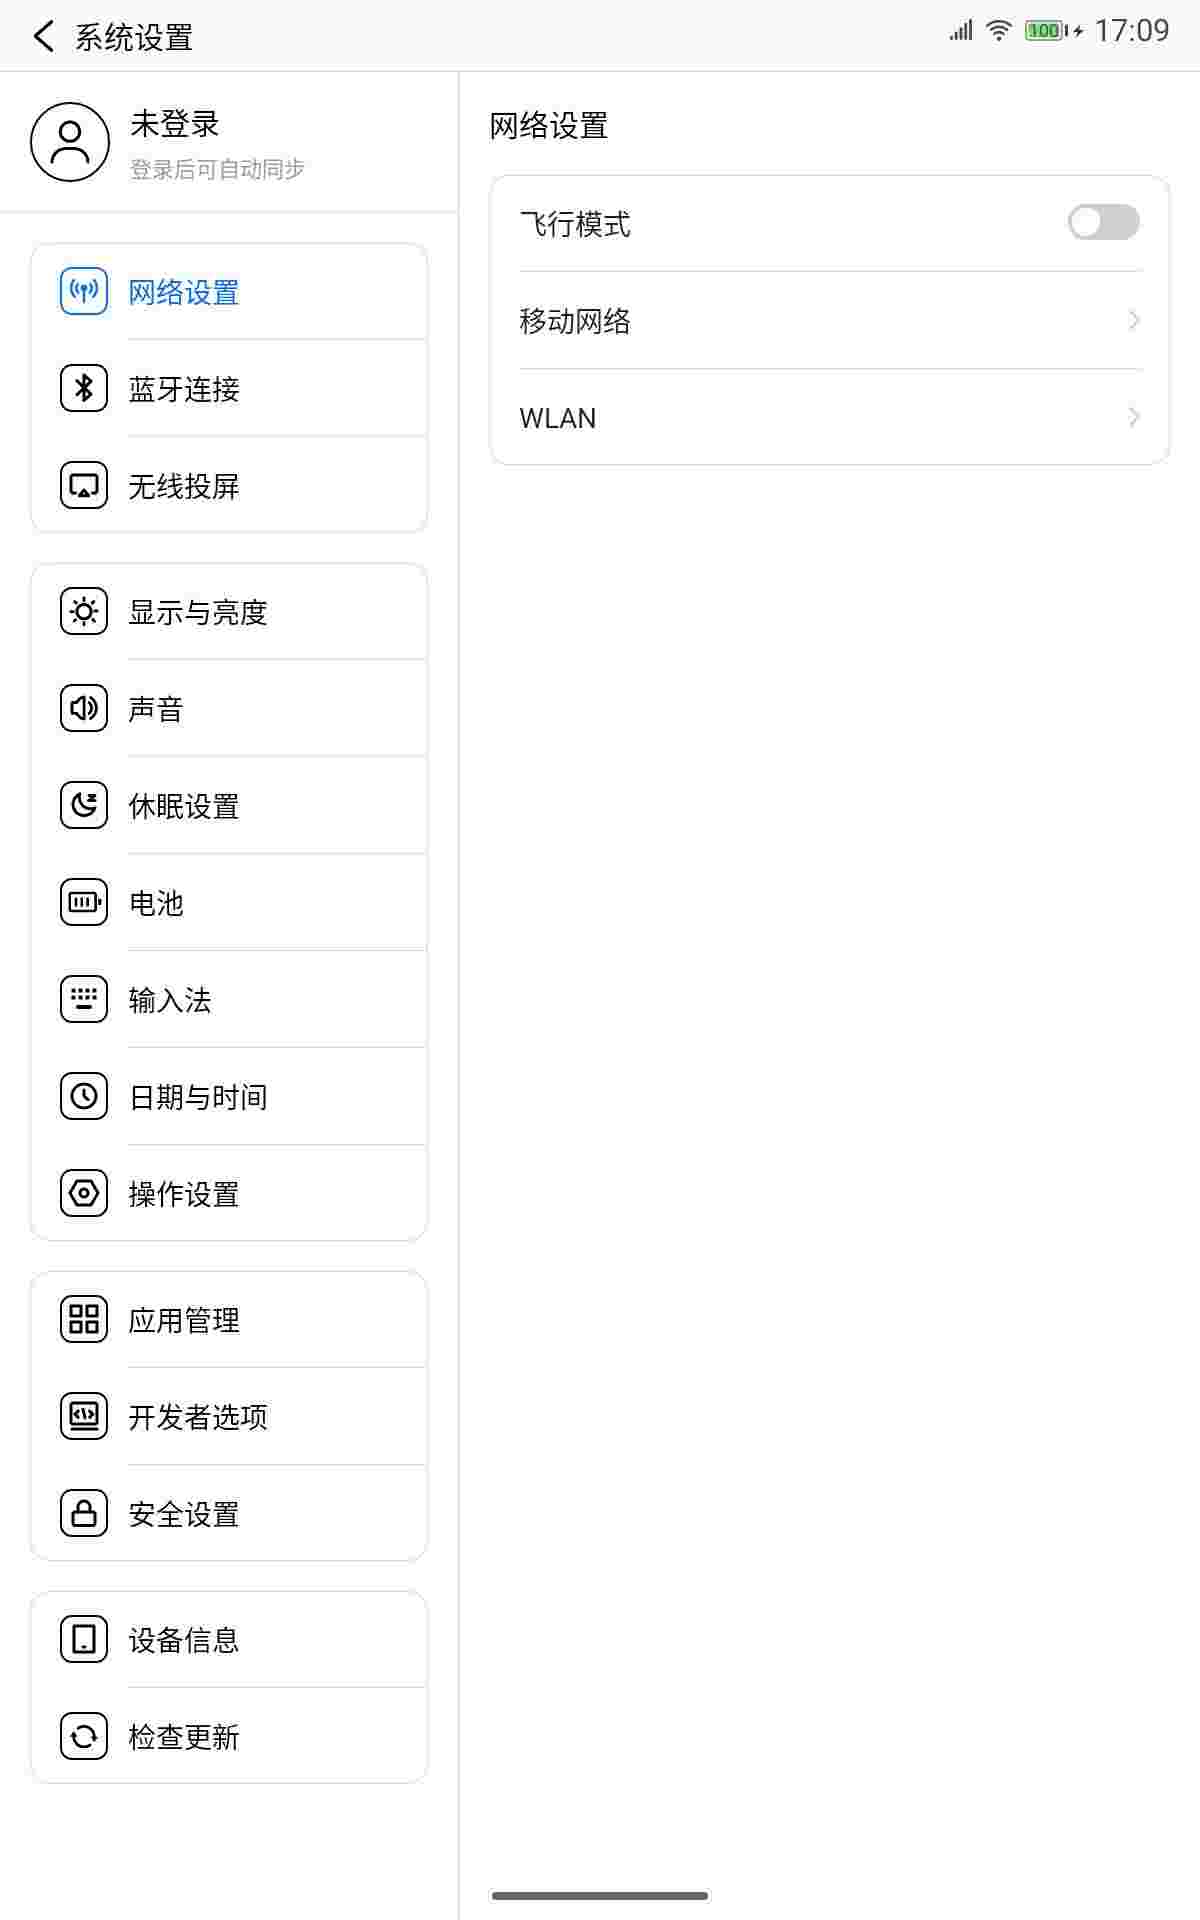 系统设置
100
17:09
未登录
登录后可自动同步
网络设置
蓝牙连接
无线投屏
显示与亮度
声音
休眠设置
电池
输入法
日期与时间
操作设置
应用管理
开发者选项
安全设置
设备信息
检查更新
网络设置
飞行模式
移动网络
WLAN